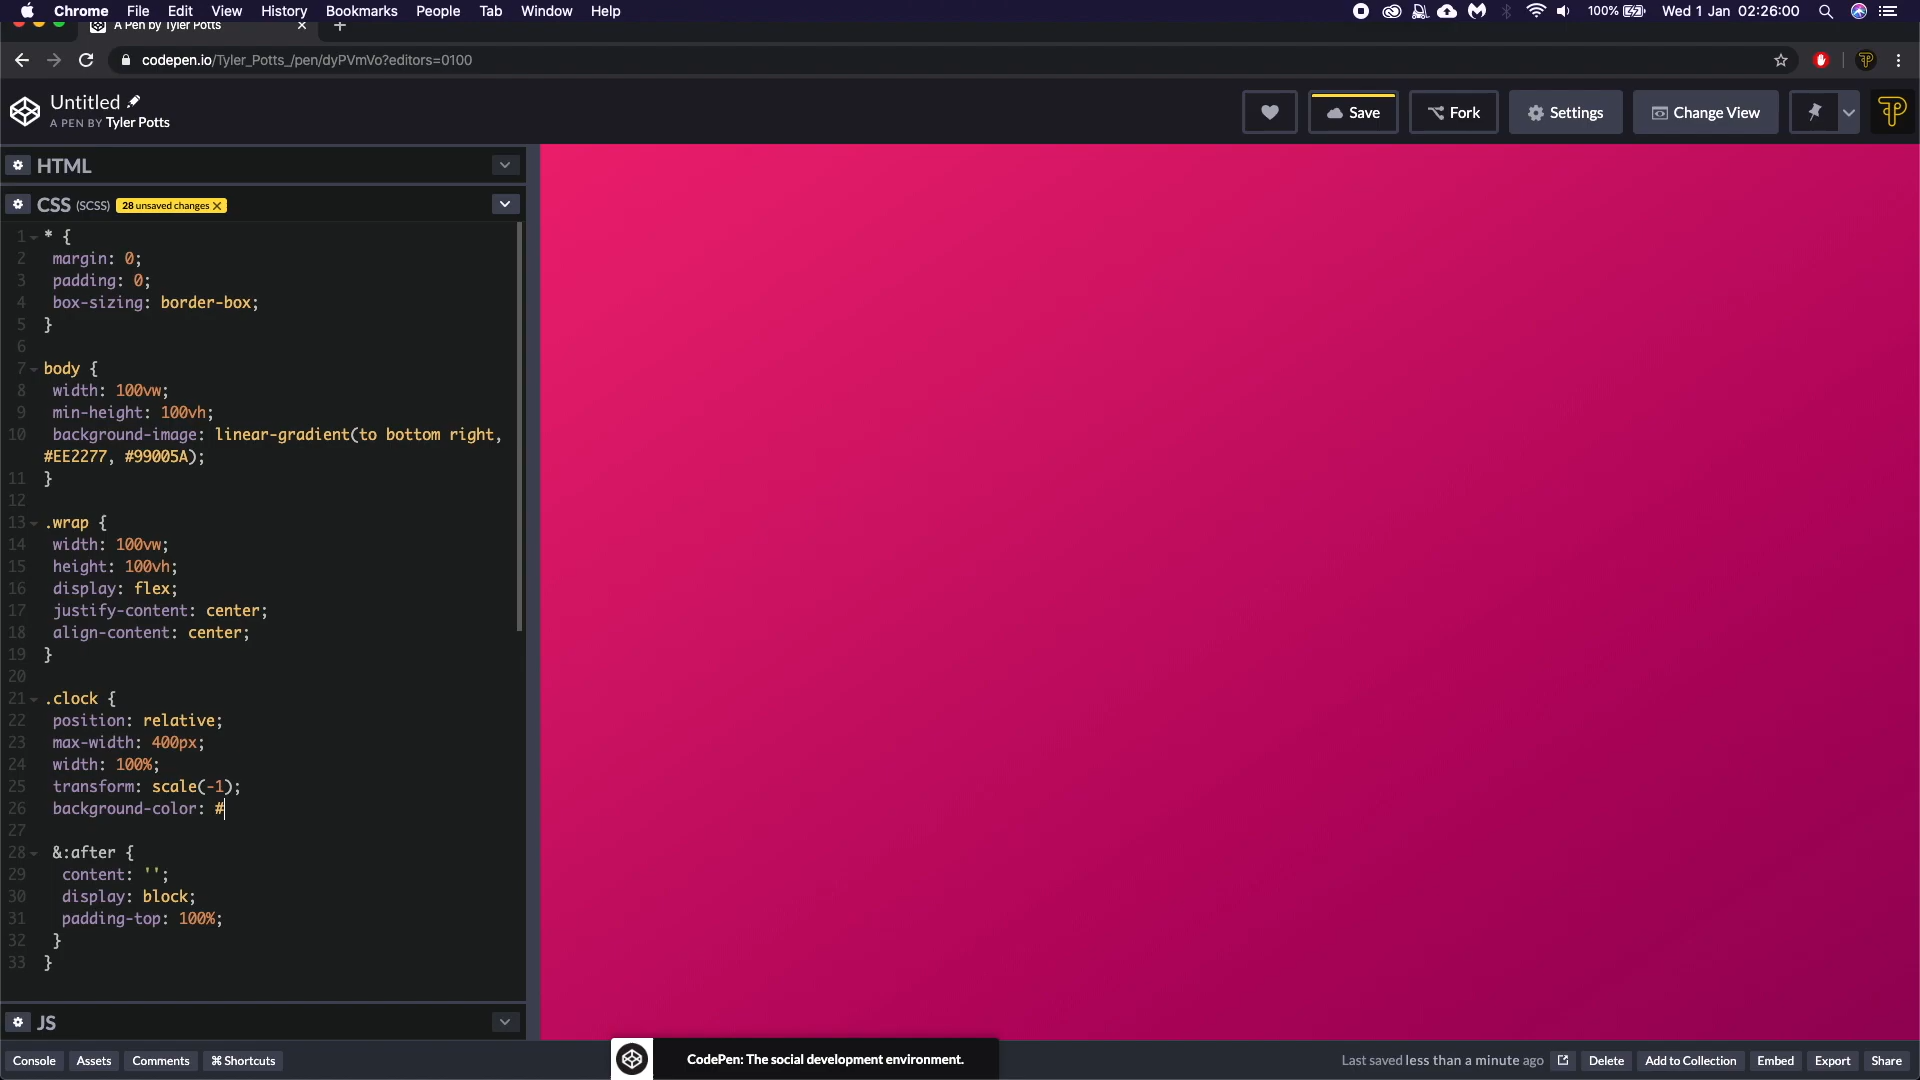 Chrome File Edit View History Bookmarks People Tab Window Help 100% Wed 1 Jan 02:26:00
A Pen by Tyler Potts
codepen.io/Tyler_Potts_/pen/dyPVmVo?editors=0100
Untitled
A PEN BY Tyler Potts
Save Fork Settings Change View
HTML
CSS (SCSS) 28 unsaved changes
1 * {
2 margin: 0;
3 padding: 0;
4 box-sizing: border-box;
5 }
6
7 body {
8 width: 100vw;
9 min-height: 100vh;
10 background-image: linear-gradient(to bottom right,
#EE2277, #99005A);
11 }
12
13 .wrap {
14 width: 100vw;
15 height: 100vh;
16 display: flex;
17 justify-content: center;
18 align-content: center;
19 }
20
21 .clock {
22 position: relative;
23 max-width: 400px;
24 width: 100%;
25 transform: scale(-1);
26 background-color: #
27
28 &:after {
29 content: '';
30 display: block;
31 padding-top: 100%;
32 }
33 }
JS
Console Assets Comments ⌘ Shortcuts
CodePen: The social development environment.
Last saved less than a minute ago Delete Add to Collection Embed Export Share